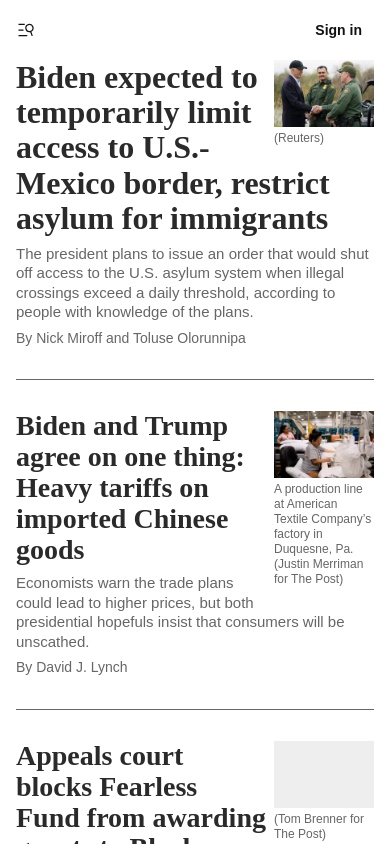 Sign in
Biden expected to
temporarily limit
access to U.S.-
Mexico border, restrict
asylum for immigrants
(Reuters)
The president plans to issue an order that would shut
off access to the U.S. asylum system when illegal
crossings exceed a daily threshold, according to
people with knowledge of the plans.
By Nick Miroff and Toluse Olorunnipa
Biden and Trump
agree on one thing:
Heavy tariffs on
imported Chinese
goods
A production line
at American
Textile Company’s
factory in
Duquesne, Pa.
(Justin Merriman
for The Post)
Economists warn the trade plans
could lead to higher prices, but both
presidential hopefuls insist that consumers will be
unscathed.
By David J. Lynch
Appeals court
blocks Fearless
Fund from awarding
(Tom Brenner for
The Post)